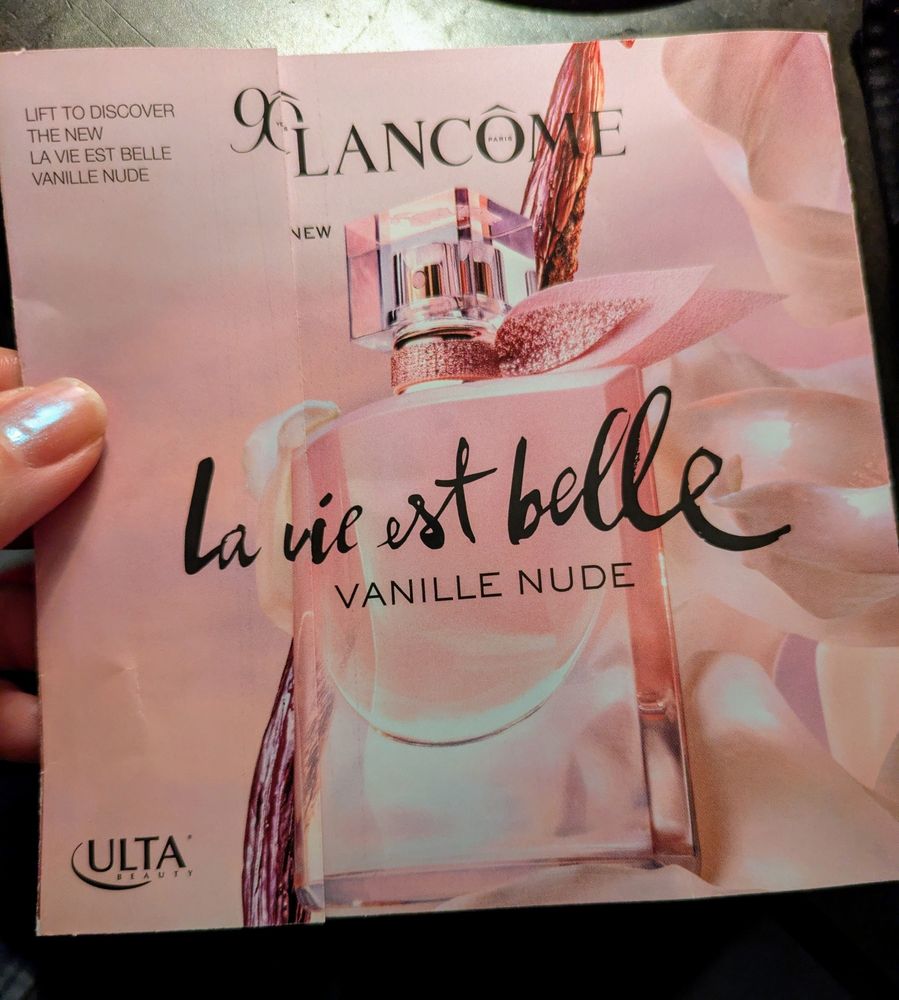 LIFT TO DISCOVER
THE NEW
LA VIE EST BELLE
VANILLE NUDE
90 LANCÔME
PARIS
NEW
La vie est belle
VANILLE NUDE
ULTA
BEAUTY